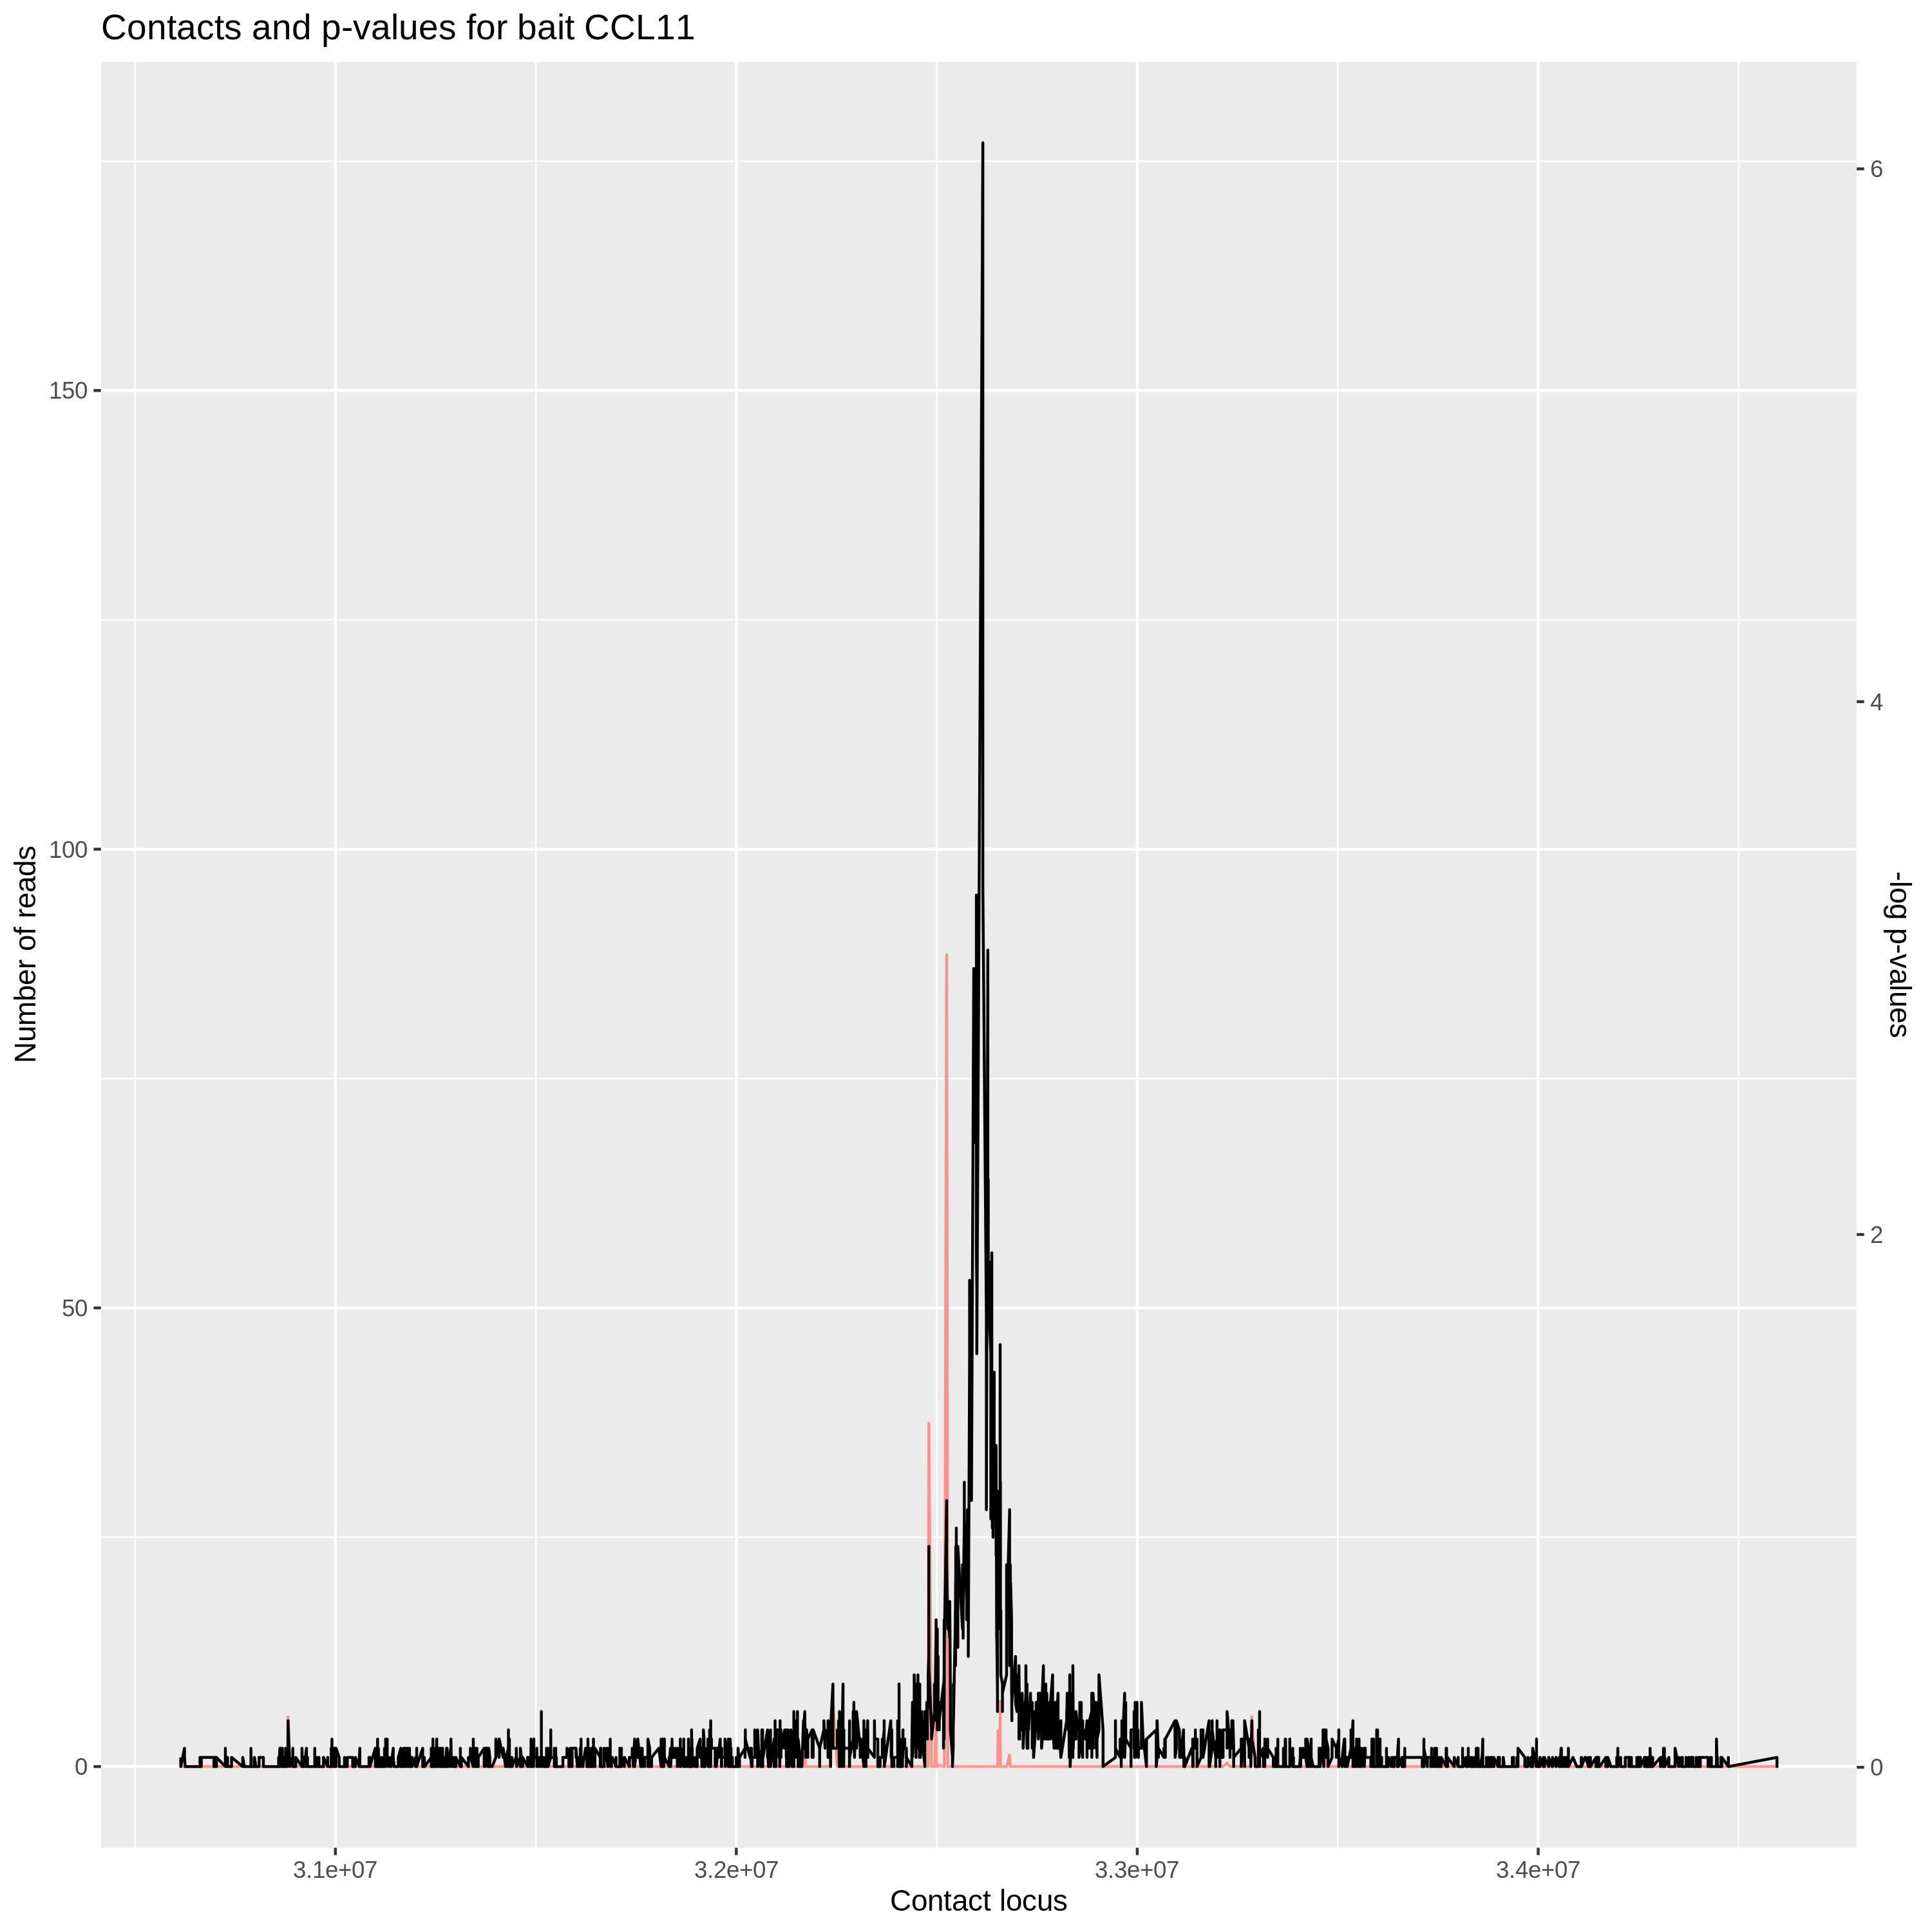 Contacts and p-values for bait CCL11
150
100
50
0
Number of reads
6
4
2
0
-log p-values
3.1e+07
3.2e+07
3.3e+07
3.4e+07
Contact locus